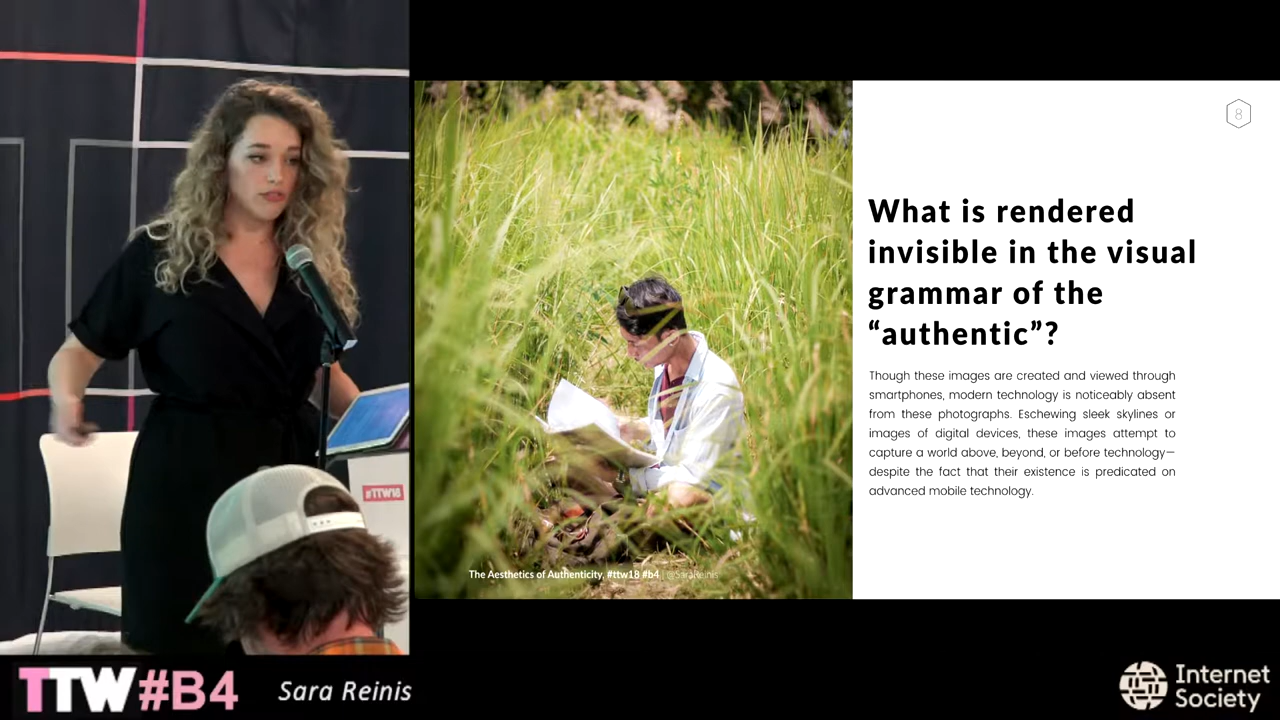 8
What is rendered
invisible in the visual
grammar of the
“authentic”?
Though these images are created and viewed through
smartphones, modern technology is noticeably absent
from these photographs. Eschewing sleek skylines or
images of digital devices, these images attempt to
capture a world above, beyond, or before technology—
despite the fact that their existence is predicated on
advanced mobile technology.
The Aesthetics of Authenticity, #ttw18 #b4 | @SaraReinis
#TTW18
TTW#B4
Sara Reinis
Internet
Society